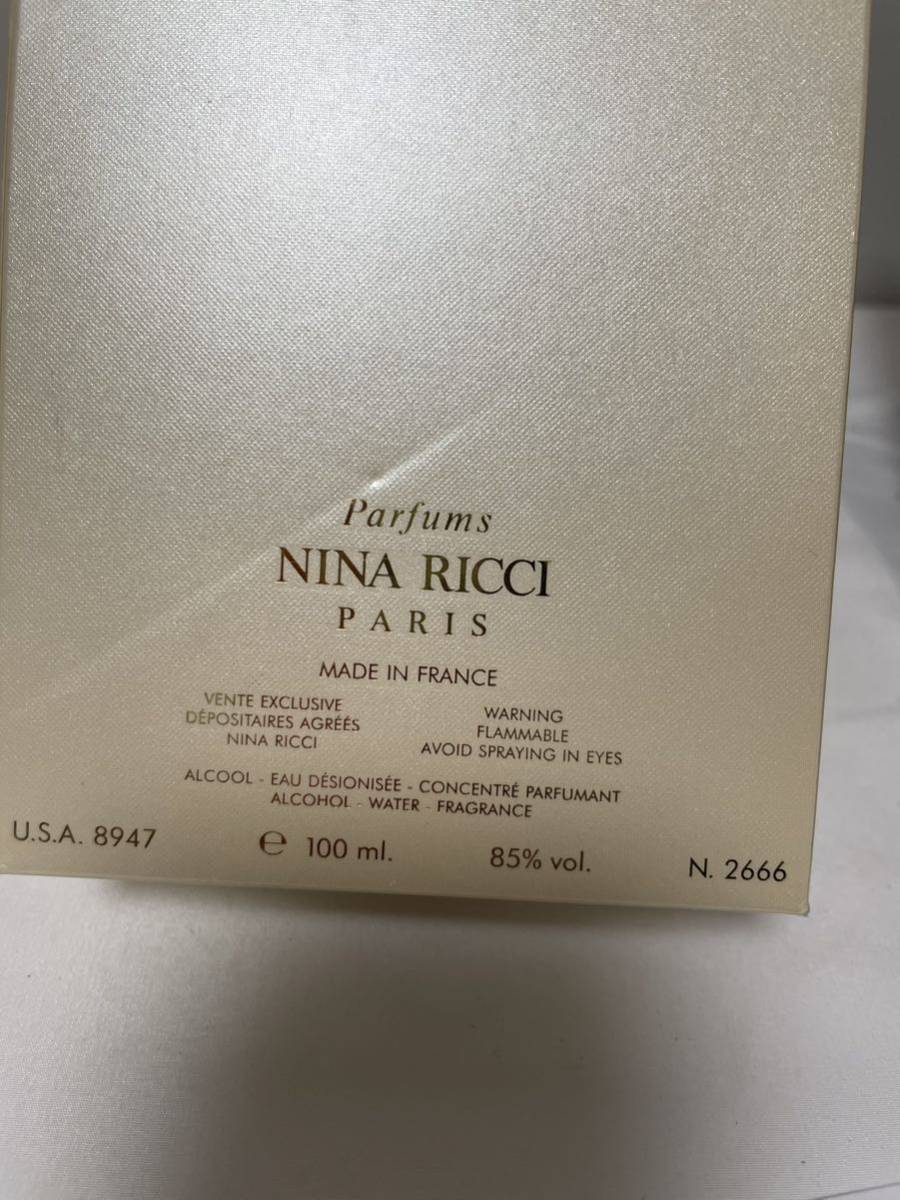 Parfums
NINA RICCI
PARIS
MADE IN FRANCE
VENTE EXCLUSIVE
DÉPOSITAIRES AGRÉÉS
NINA RICCI
WARNING
FLAMMABLE
AVOID SPRAYING IN EYES
ALCOOL - EAU DÉSIONISÉE - CONCENTRÉ PARFUMANT
ALCOHOL - WATER - FRAGRANCE
U.S.A. 8947 ℮ 100 ml. 85% vol. N. 2666